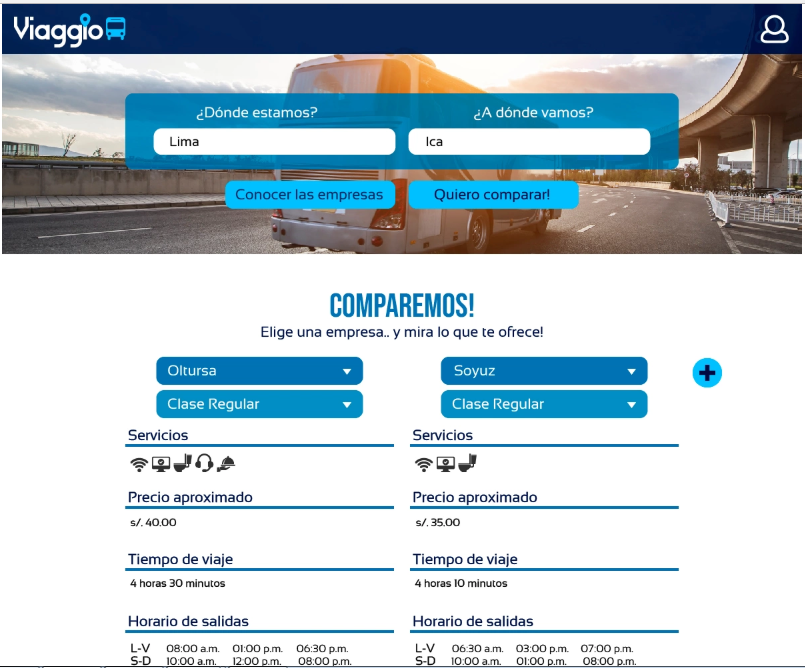 Viaggio
¿Dónde estamos? ¿A dónde vamos?
Lima Ica
Conocer las empresas Quiero comparar!
COMPAREMOS!
Elige una empresa.. y mira lo que te ofrece!
Oltursa Soyuz
Clase Regular Clase Regular
Servicios Servicios
Precio aproximado Precio aproximado
s/. 40.00 s/. 35.00
Tiempo de viaje Tiempo de viaje
4 horas 30 minutos 4 horas 10 minutos
Horario de salidas Horario de salidas
L-V 08:00 a.m. 01:00 p.m. 06:30 p.m. L-V 06:30 a.m. 03:00 p.m. 07:00 p.m.
S-D 10:00 a.m. 12:00 p.m. 08:00 p.m. S-D 10:00 a.m. 01:00 p.m. 08:00 p.m.